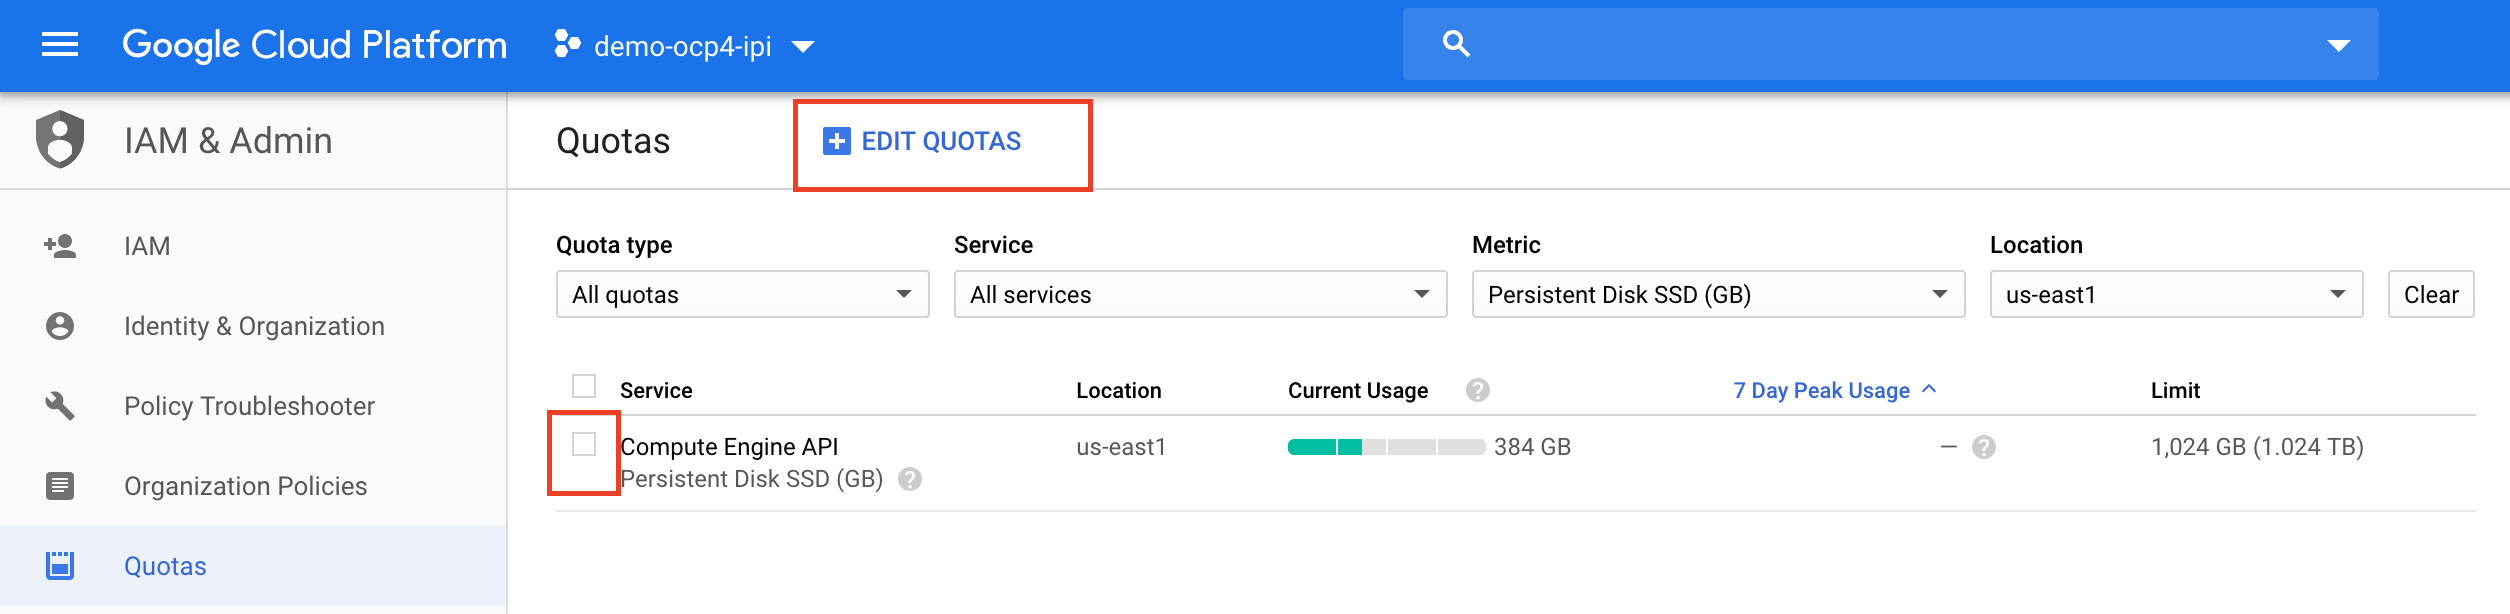 Google Cloud Platform demo-ocp4-ipi
IAM & Admin
Quotas EDIT QUOTAS
IAM
Identity & Organization
Policy Troubleshooter
Organization Policies
Quotas
Quota type Service Metric Location
All quotas All services Persistent Disk SSD (GB) us-east1 Clear
Service Location Current Usage ? 7 Day Peak Usage Limit
Compute Engine API us-east1 384 GB — ? 1,024 GB (1.024 TB)
Persistent Disk SSD (GB) ?